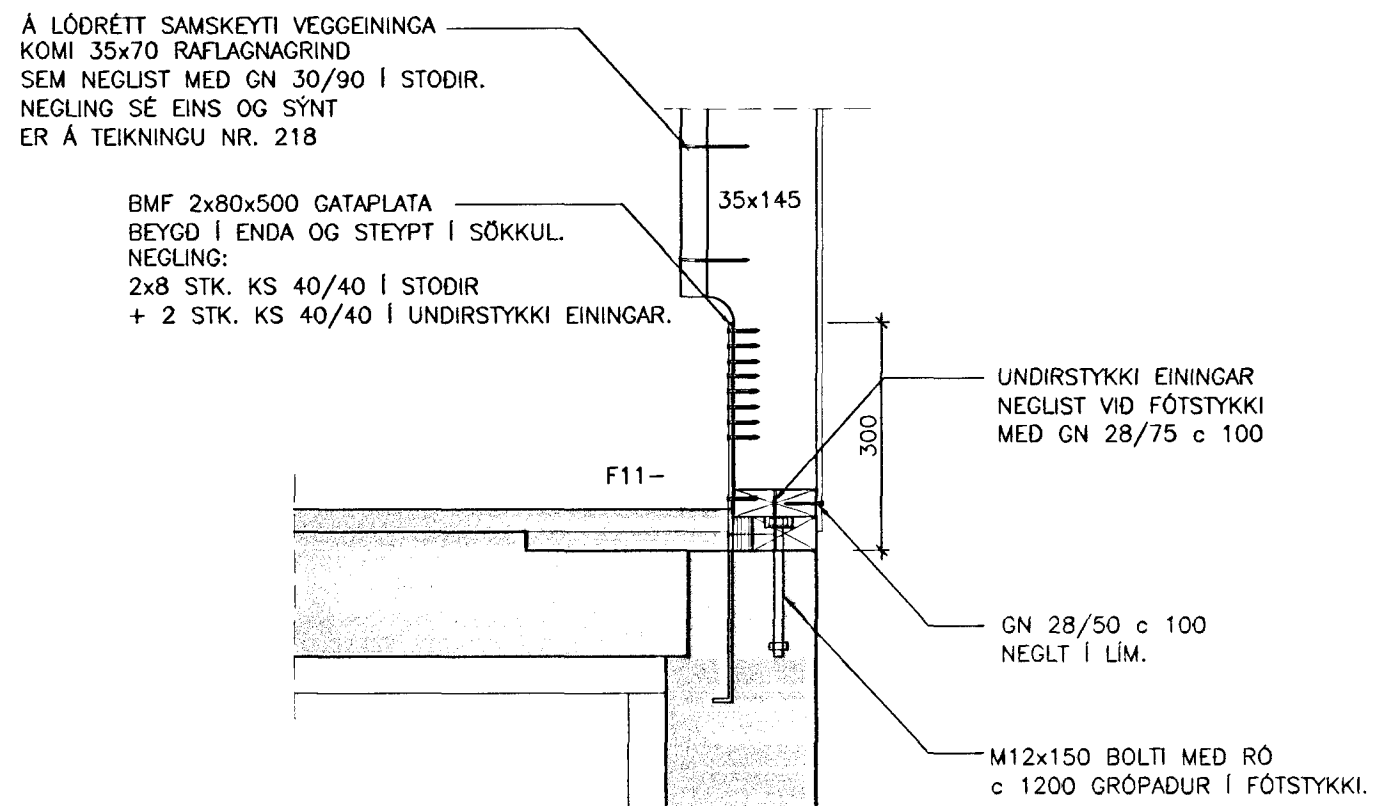 Á LÓÐRÉTT SAMSKEYTI VEGGEININGA
KOMI 35x70 RAFLAGNAGRIND
SEM NEGLIST MEÐ GN 30/90 Í STOÐIR.
NEGLING SÉ EINS OG SÝNT
ER Á TEIKNINGU NR. 218
BMF 2x80x500 GATAPLATA
BEYGÐ Í ENDA OG STEYPT Í SÖKKUL.
NEGLING:
2x8 STK. KS 40/40 Í STOÐIR
+ 2 STK. KS 40/40 Í UNDIRSTYKKI EININGAR.
35x145
UNDIRSTYKKI EININGAR
NEGLIST VIÐ FÓTSTYKKI
MEÐ GN 28/75 c 100
300
F11-
GN 28/50 c 100
NEGLT Í LÍM.
M12x150 BOLTI MEÐ RÓ
c 1200 GRÓPAÐUR Í FÓTSTYKKI.